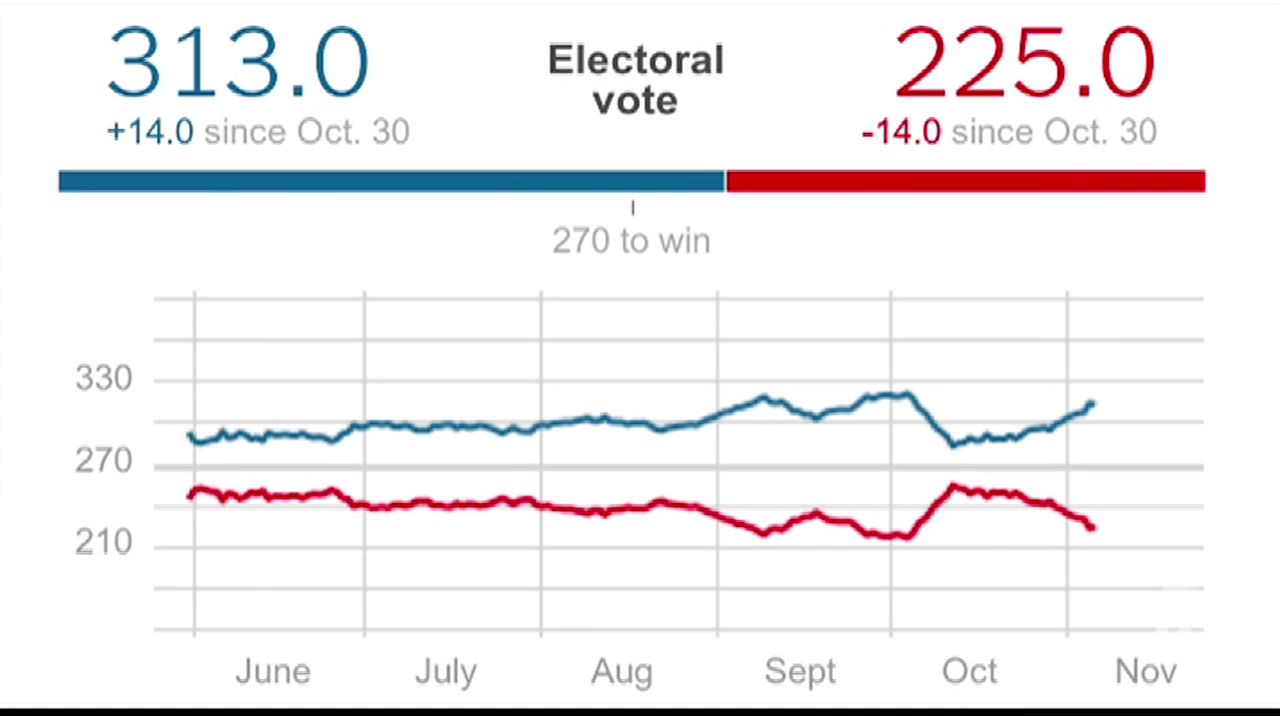 313.0
+14.0 since Oct. 30
Electoral
vote
225.0
-14.0 since Oct. 30
270 to win
330
270
210
June July Aug Sept Oct Nov